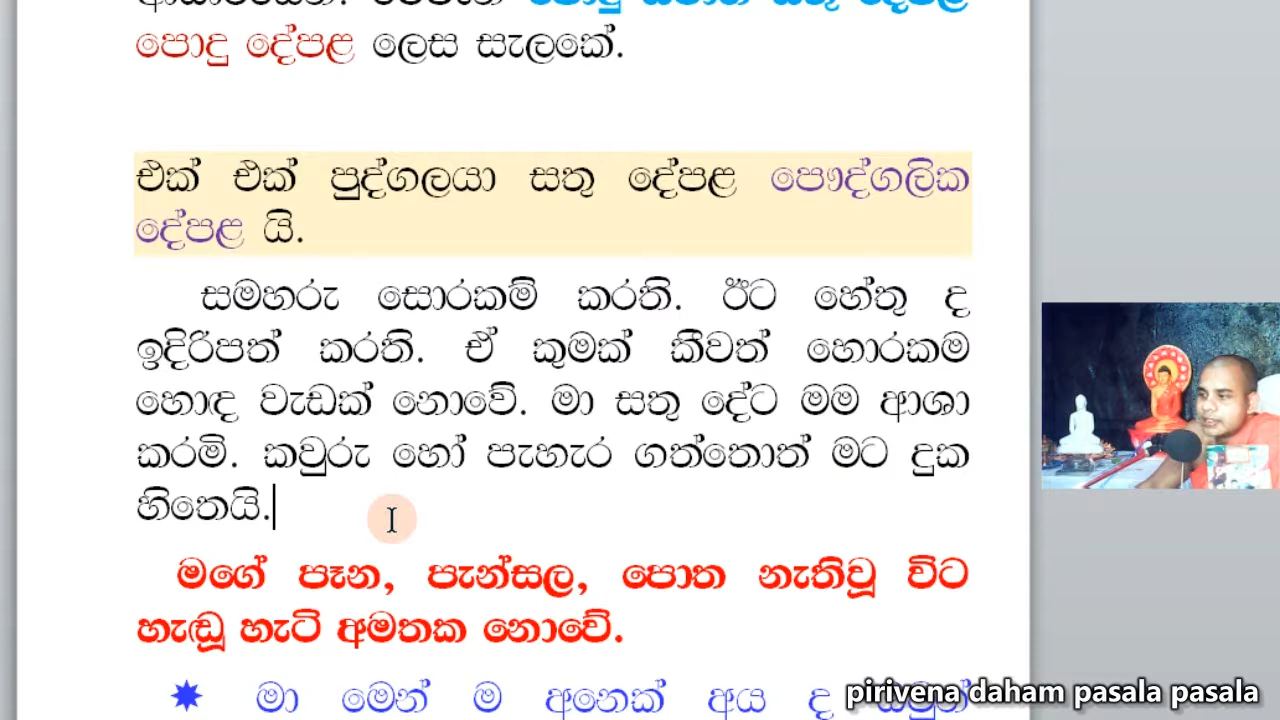 පොදු දේපළ ලෙස සැලකේ.
එක් එක් පුද්ගලයා සතු දේපළ පෞද්ගලික
දේපළ යි.
සමහරු සොරකම් කරති. ඊට හේතු ද
ඉදිරිපත් කරති. ඒ කුමක් කීවත් හොරකම
හොඳ වැඩක් නොවේ. මා සතු දේට මම ආශා
කරමි. කවුරු හෝ පැහැර ගත්තොත් මට දුක
හිතෙයි.
මගේ පෑන, පැන්සල, පොත නැතිවූ විට
හැඬූ හැටි අමතක නොවේ.
මා මෙන් ම අනෙක් අය ද
pirivena daham pasala pasala